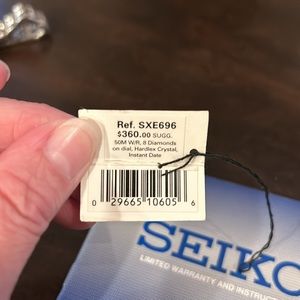 Ref. SXE696
$360.00 SUGG.
50M W/R, 8 Diamonds
on dial, Hardlex Crystal,
Instant Date
0 29665 10605 6
SEIKO
LIMITED WARRANTY AND INSTRUCT